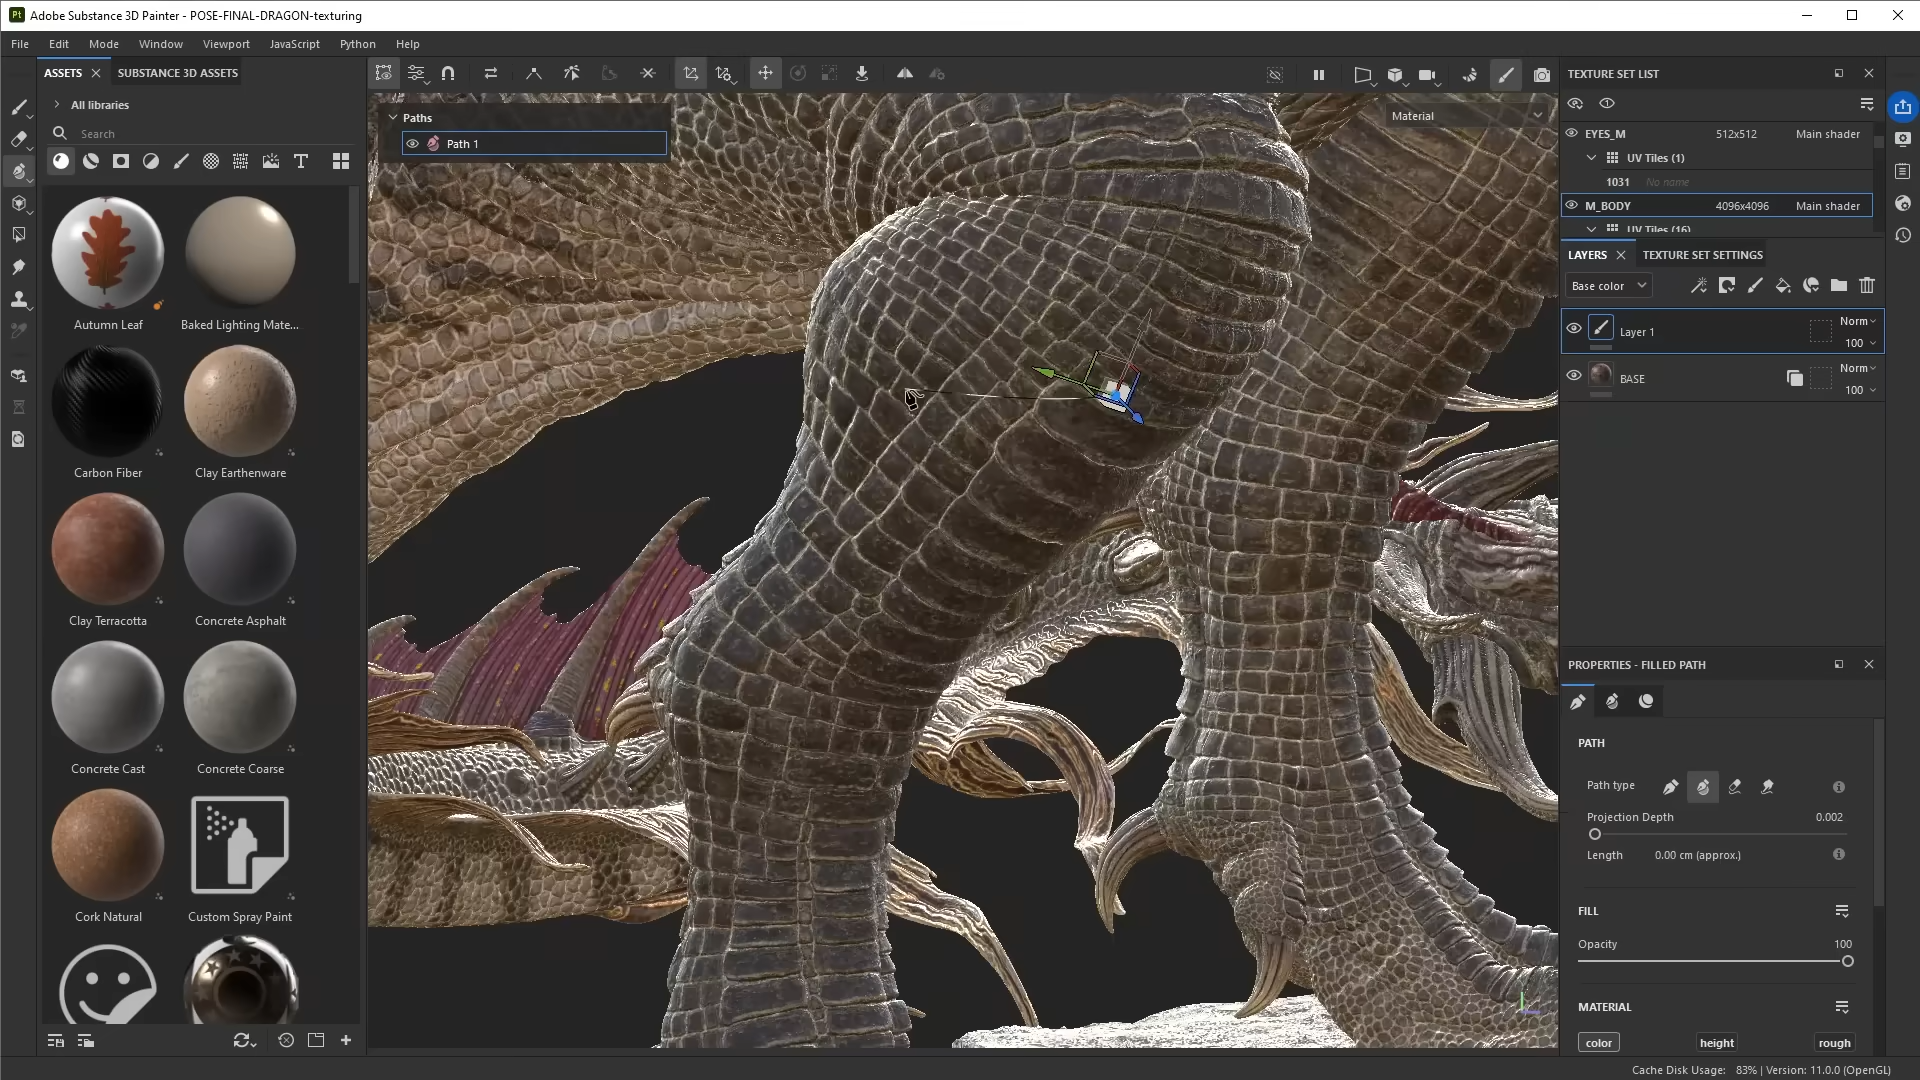 Pt Adobe Substance 3D Painter - POSE-FINAL-DRAGON-texturing
File Edit Mode Window Viewport JavaScript Python Help
ASSETS SUBSTANCE 3D ASSETS
All libraries
Search
Autumn Leaf
Baked Lighting Mate...
Carbon Fiber
Clay Earthenware
Clay Terracotta
Concrete Asphalt
Concrete Cast
Concrete Coarse
Cork Natural
Custom Spray Paint
Paths
Path 1
Material
TEXTURE SET LIST
EYES_M 512x512 Main shader
UV Tiles (1)
1031 No name
M_BODY 4096x4096 Main shader
UV Tiles (16)
LAYERS TEXTURE SET SETTINGS
Base color
Layer 1 Norm
100
BASE Norm
100
PROPERTIES - FILLED PATH
PATH
Path type
Projection Depth 0.002
Length 0.00 cm (approx.)
FILL
Opacity 100
MATERIAL
color height rough
Cache Disk Usage: 83% | Version: 11.0.0 (OpenGL)